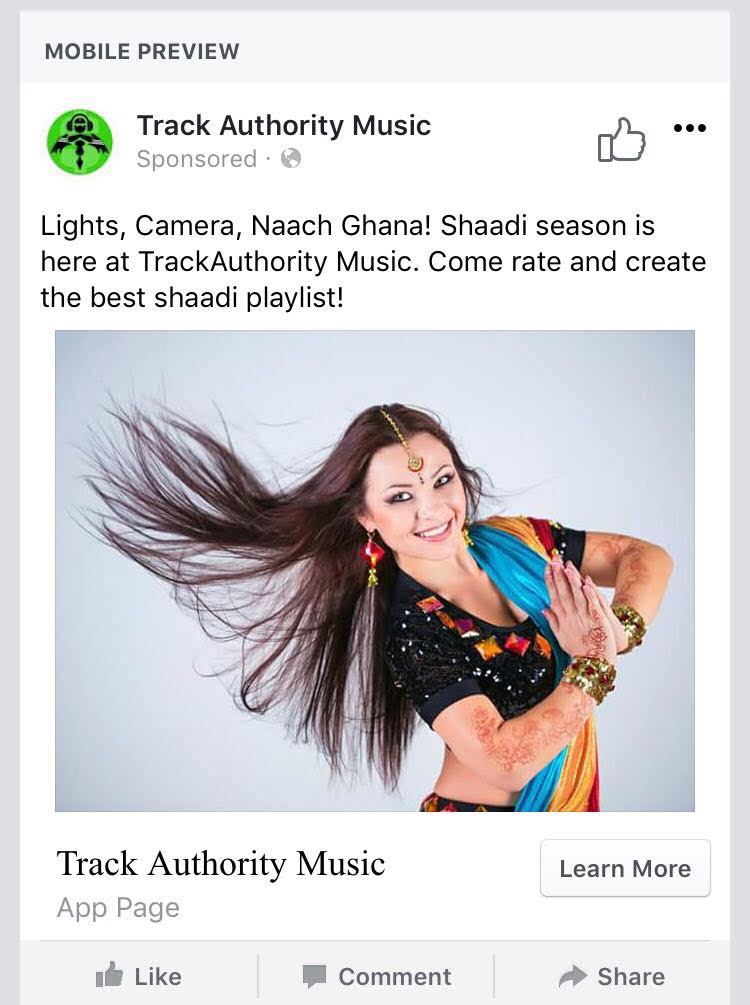 MOBILE PREVIEW
Track Authority Music
Sponsored ·
Lights, Camera, Naach Ghana! Shaadi season is
here at TrackAuthority Music. Come rate and create
the best shaadi playlist!
Track Authority Music
Learn More
App Page
Like
Comment
Share